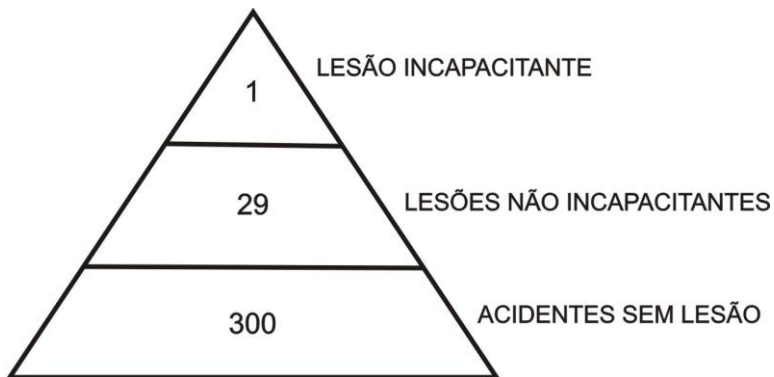 LESÃO INCAPACITANTE
1
29
LESÕES NÃO INCAPACITANTES
300
ACIDENTES SEM LESÃO